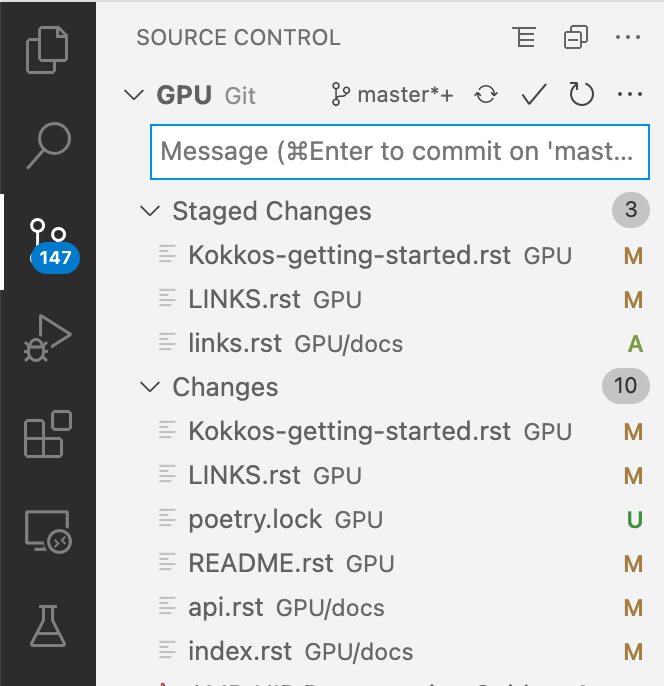 SOURCE CONTROL
GPU Git master*+
Message (⌘Enter to commit on 'mast...
147
Staged Changes 3
Kokkos-getting-started.rst GPU M
LINKS.rst GPU M
links.rst GPU/docs A
Changes 10
Kokkos-getting-started.rst GPU M
LINKS.rst GPU M
poetry.lock GPU U
README.rst GPU M
api.rst GPU/docs M
index.rst GPU/docs M